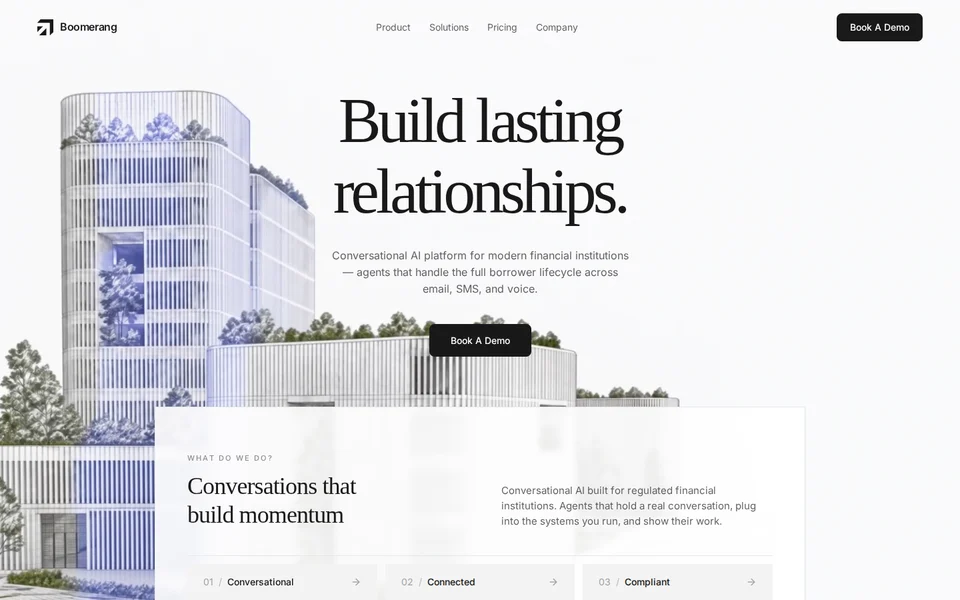 Boomerang
Product
Solutions
Pricing
Company
Book A Demo
Build lasting
relationships.
Conversational AI platform for modern financial institutions
— agents that handle the full borrower lifecycle across
email, SMS, and voice.
Book A Demo
WHAT DO WE DO?
Conversations that
build momentum
Conversational AI built for regulated financial
institutions. Agents that hold a real conversation, plug
into the systems you run, and show their work.
01 / Conversational
02 / Connected
03 / Compliant